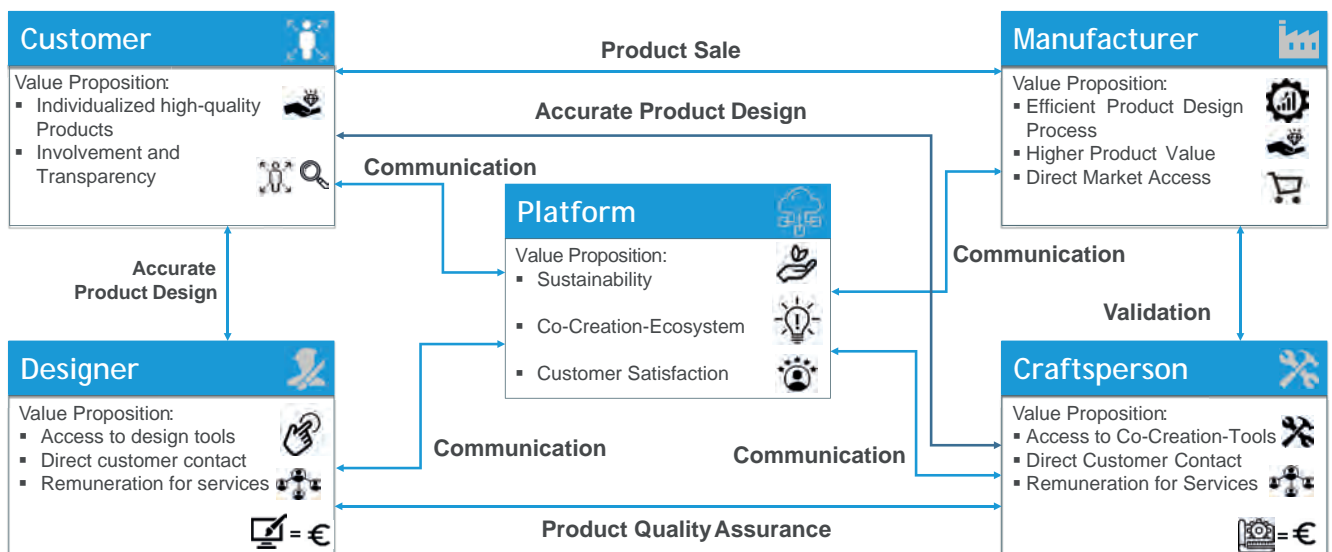 Customer
Value Proposition:
▪ Individualized high-quality
Products
▪ Involvement and
Transparency
Product Sale
Accurate Product Design
Communication
Manufacturer
Value Proposition:
▪ Efficient Product Design
Process
▪ Higher Product Value
▪ Direct Market Access
Platform
Value Proposition:
▪ Sustainability
▪ Co-Creation-Ecosystem
▪ Customer Satisfaction
Communication
Accurate
Product Design
Validation
Designer
Value Proposition:
▪ Access to design tools
▪ Direct customer contact
▪ Remuneration for services
= €
Communication
Communication
Product Quality Assurance
Craftsperson
Value Proposition:
▪ Access to Co-Creation-Tools
▪ Direct Customer Contact
▪ Remuneration for Services
= €